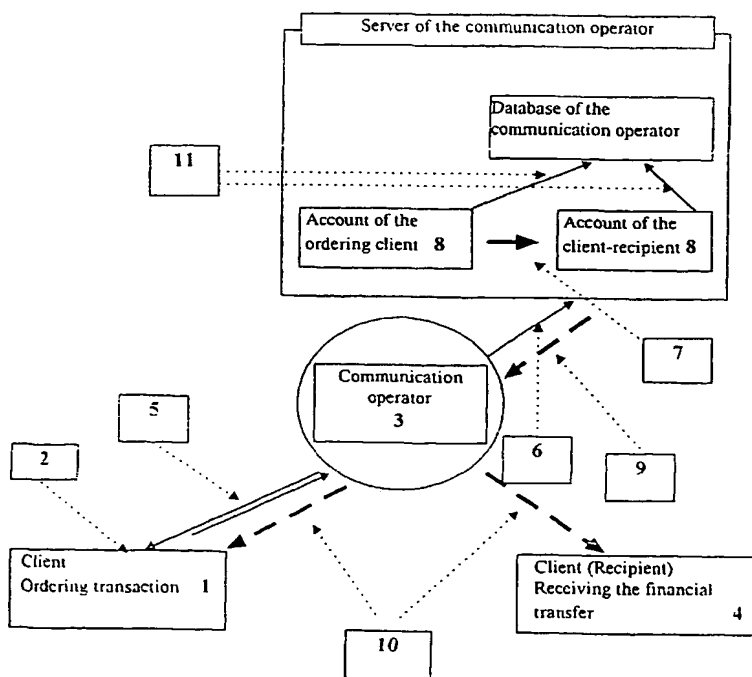 Server of the communication operator
Database of the
communication operator
11
Account of the
ordering client 8
Account of the
client-recipient 8
7
Communication
operator
3
5
2
6
9
Client
Ordering transaction 1
Client (Recipient)
Receiving the financial
transfer 4
10